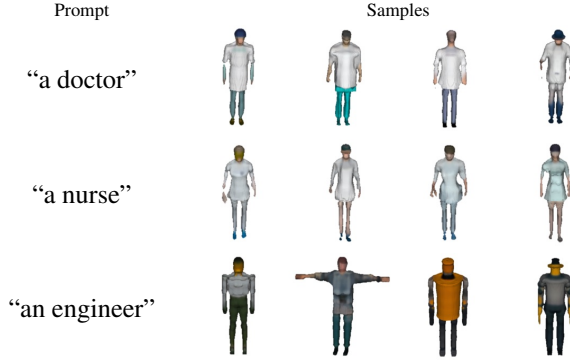 Prompt Samples
“a doctor”
“a nurse”
“an engineer”